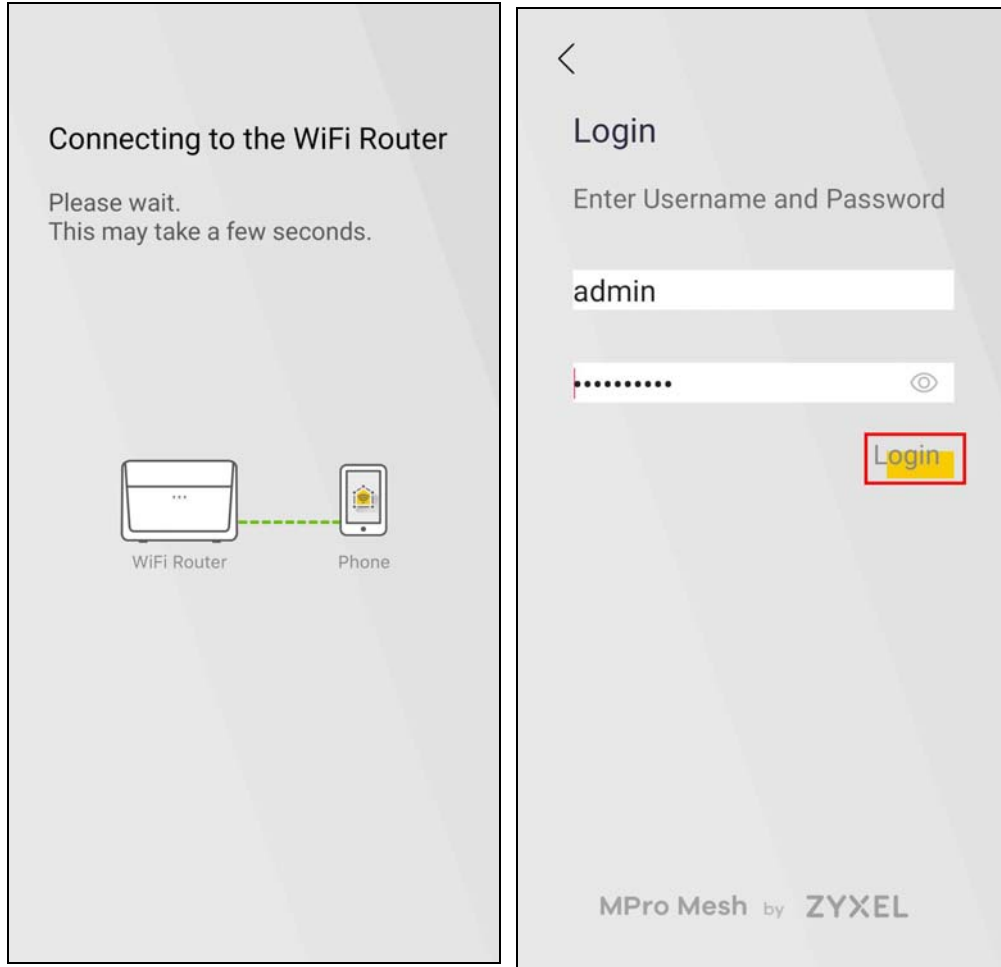 Connecting to the WiFi Router
Please wait.
This may take a few seconds.
WiFi Router
Phone
Login
Enter Username and Password
admin
••••••••••
Login
MPro Mesh by ZYXEL